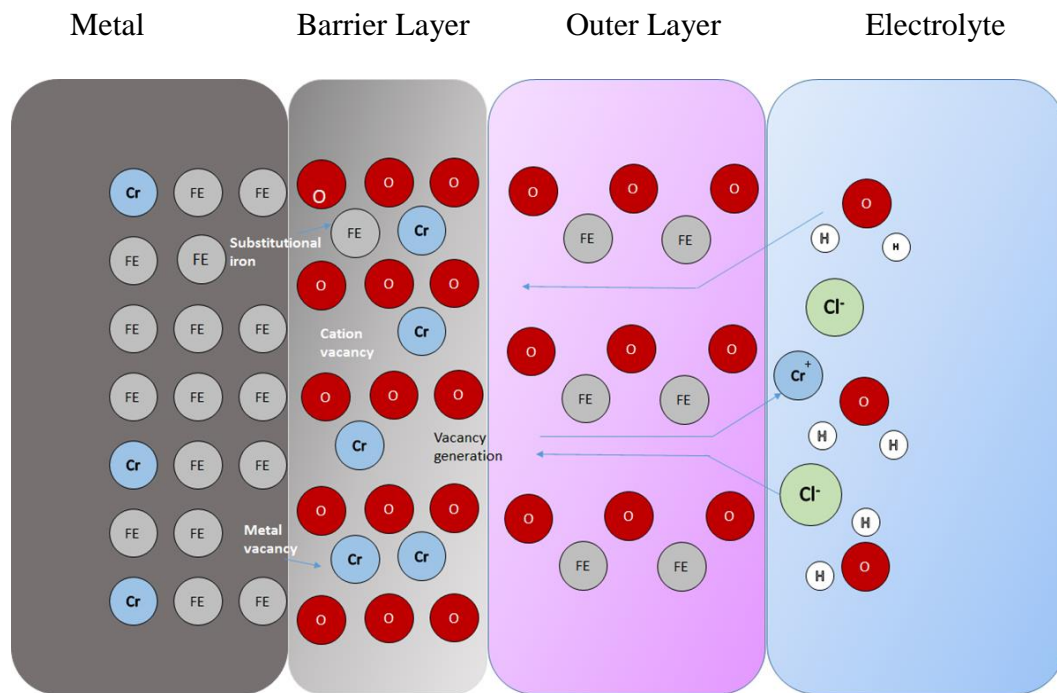 Metal Barrier Layer Outer Layer Electrolyte
Cr FE FE
FE FE
FE FE FE
FE FE FE
Cr FE FE
FE FE
Cr FE FE
O O O
FE Cr
Substitutional
iron
O O O
Cr
Cation
vacancy
O O O
Cr
Vacancy
generation
O O O
Metal
vacancy
Cr Cr
O O O
O O O
FE FE
O O O
FE FE
O O O
FE FE
O
H H
Cl-
Cr+
O
H H
Cl-
H
O
H